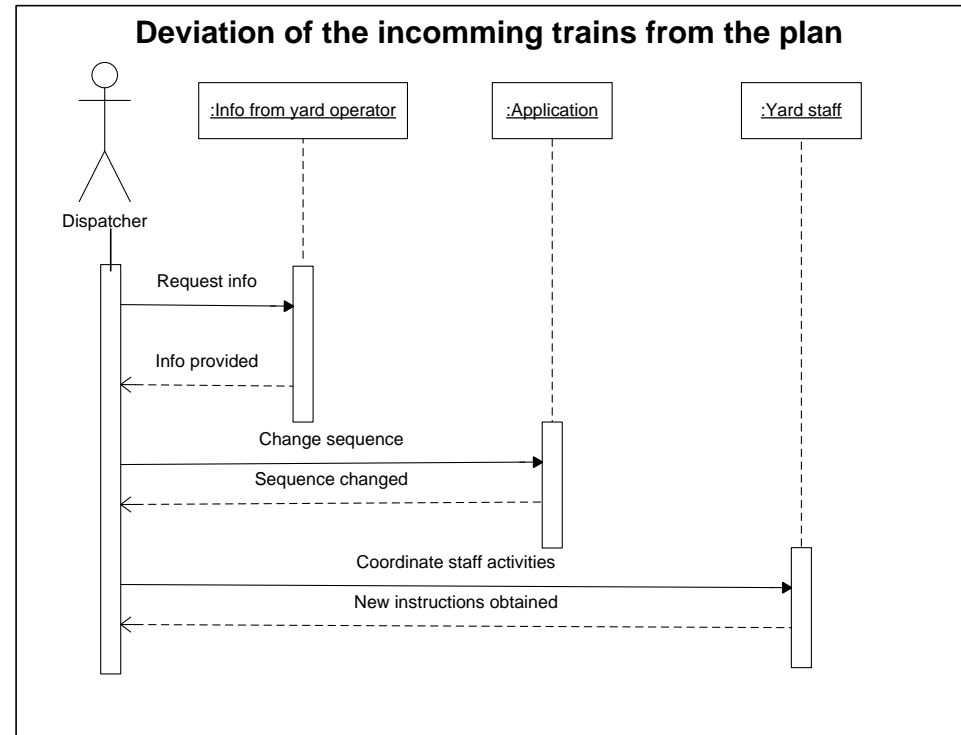 Deviation of the incomming trains from the plan
:Info from yard operator
:Application
:Yard staff
Dispatcher
Request info
Info provided
Change sequence
Sequence changed
Coordinate staff activities
New instructions obtained